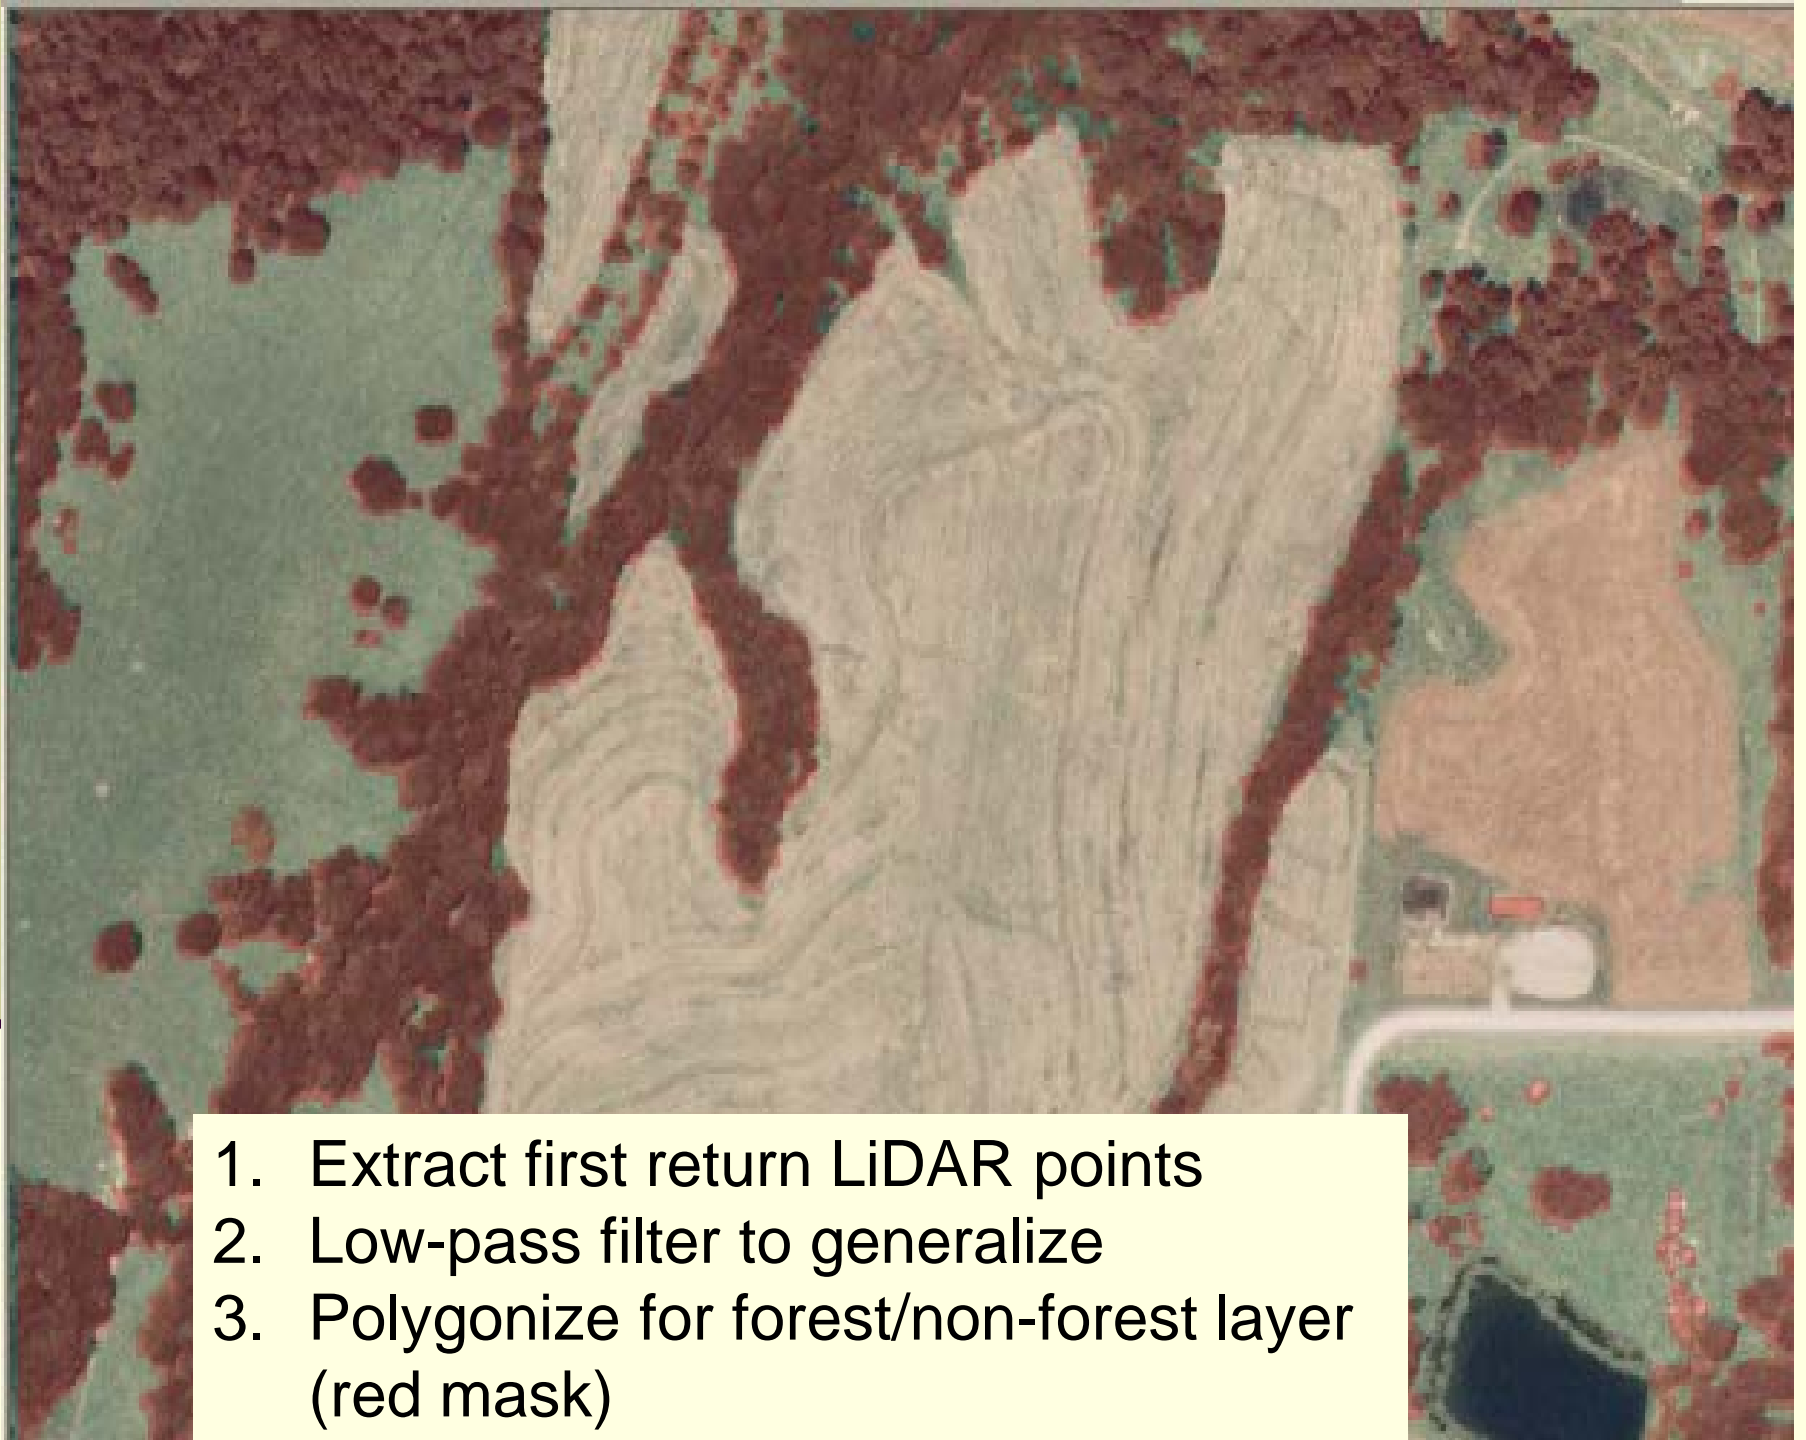 1. Extract first return LiDAR points
2. Low-pass filter to generalize
3. Polygonize for forest/non-forest layer
(red mask)